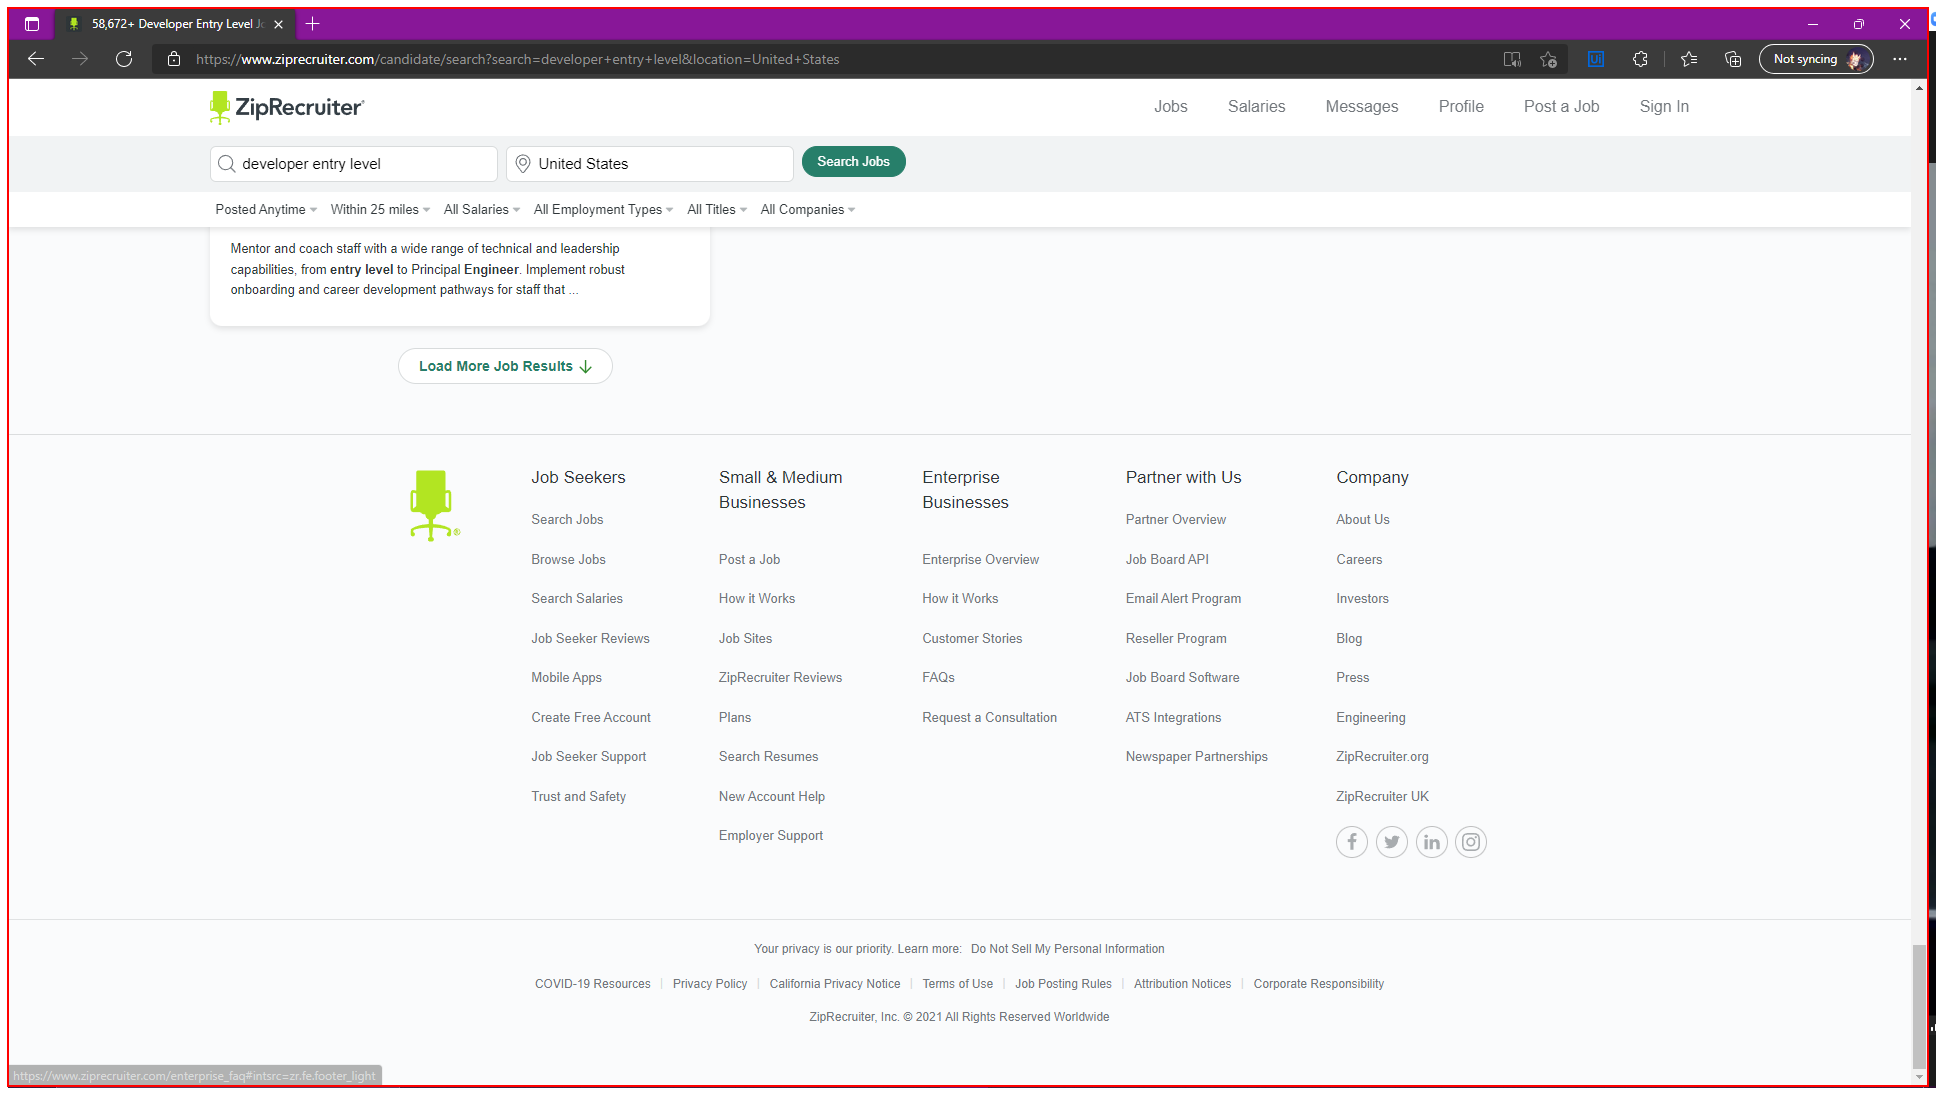 58,672+ Developer Entry Level Jo
https://www.ziprecruiter.com/candidate/search?search=developer+entry+level&location=United+States
Not syncing
ZipRecruiter
Jobs
Salaries
Messages
Profile
Post a Job
Sign In
developer entry level
United States
Search Jobs
Posted Anytime
Within 25 miles
All Salaries
All Employment Types
All Titles
All Companies
Mentor and coach staff with a wide range of technical and leadership
capabilities, from entry level to Principal Engineer. Implement robust
onboarding and career development pathways for staff that ...
Load More Job Results
Job Seekers
Search Jobs
Browse Jobs
Search Salaries
Job Seeker Reviews
Mobile Apps
Create Free Account
Job Seeker Support
Trust and Safety
Small & Medium
Businesses
Post a Job
How it Works
Job Sites
ZipRecruiter Reviews
Plans
Search Resumes
New Account Help
Employer Support
Enterprise
Businesses
Enterprise Overview
How it Works
Customer Stories
FAQs
Request a Consultation
Partner with Us
Partner Overview
Job Board API
Email Alert Program
Reseller Program
Job Board Software
ATS Integrations
Newspaper Partnerships
Company
About Us
Careers
Investors
Blog
Press
Engineering
ZipRecruiter.org
ZipRecruiter UK
Your privacy is our priority. Learn more: Do Not Sell My Personal Information
COVID-19 Resources | Privacy Policy | California Privacy Notice | Terms of Use | Job Posting Rules | Attribution Notices | Corporate Responsibility
ZipRecruiter, Inc. © 2021 All Rights Reserved Worldwide
https://www.ziprecruiter.com/enterprise_faq#intsrc=zr.fe.footer_light